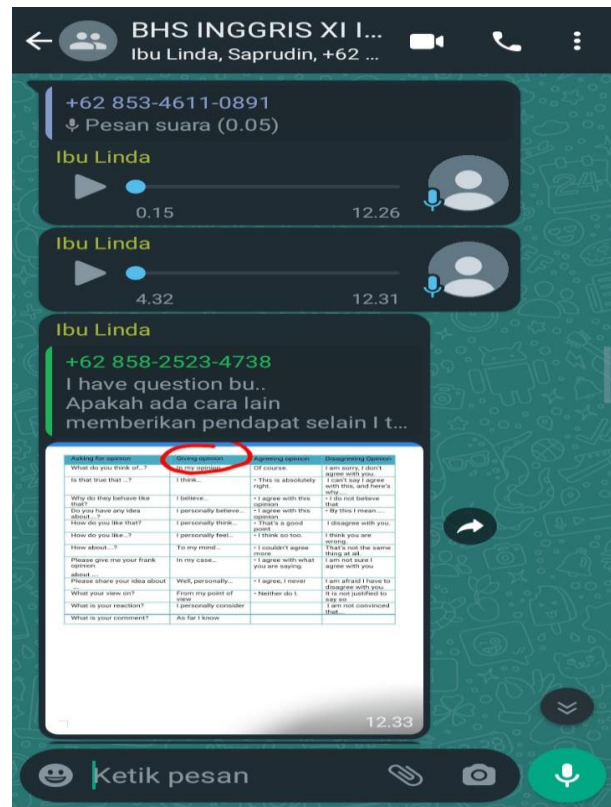 BHS INGGRIS XI I...
Ibu Linda, Saprudin, +62 ...
+62 853-4611-0891
Pesan suara (0.05)
Ibu Linda
0.15 12.26
Ibu Linda
4.32 12.31
Ibu Linda
+62 858-2523-4738
I have question bu..
Apakah ada cara lain
memberikan pendapat selain I t...
Asking for opinion Giving opinion Agreeing opinion Disagreeing Opinion
What do you think of...? In my opinion... Of course. I am sorry, I don't agree with you.
Is that true that ...? I think... • This is absolutely right. I can't say I agree with this, and here's why....
Why do they behave like that? I believe... • I agree with this opinion • I do not believe that
Do you have any idea about...? I personally believe... • I agree with this opinion • By this I mean....
How do you like that? I personally think... • That's a good point I disagree with you.
How do you like..? I personally feel... • I think so too. I think you are wrong.
How about...? To my mind... • I couldn't agree more That's not the same thing at all.
Please give me your frank opinion about .... In my case... • I agree with what you are saying. I am not sure I agree with you
Please share your idea about .... Well, personally... • I agree, I never I am afraid I have to disagree with you.
What your view on? From my point of view • Neither do I. It is not justified to say so
What is your reaction? I personally consider I am not convinced that....
What is your comment? As far I know
12.33
Ketik pesan